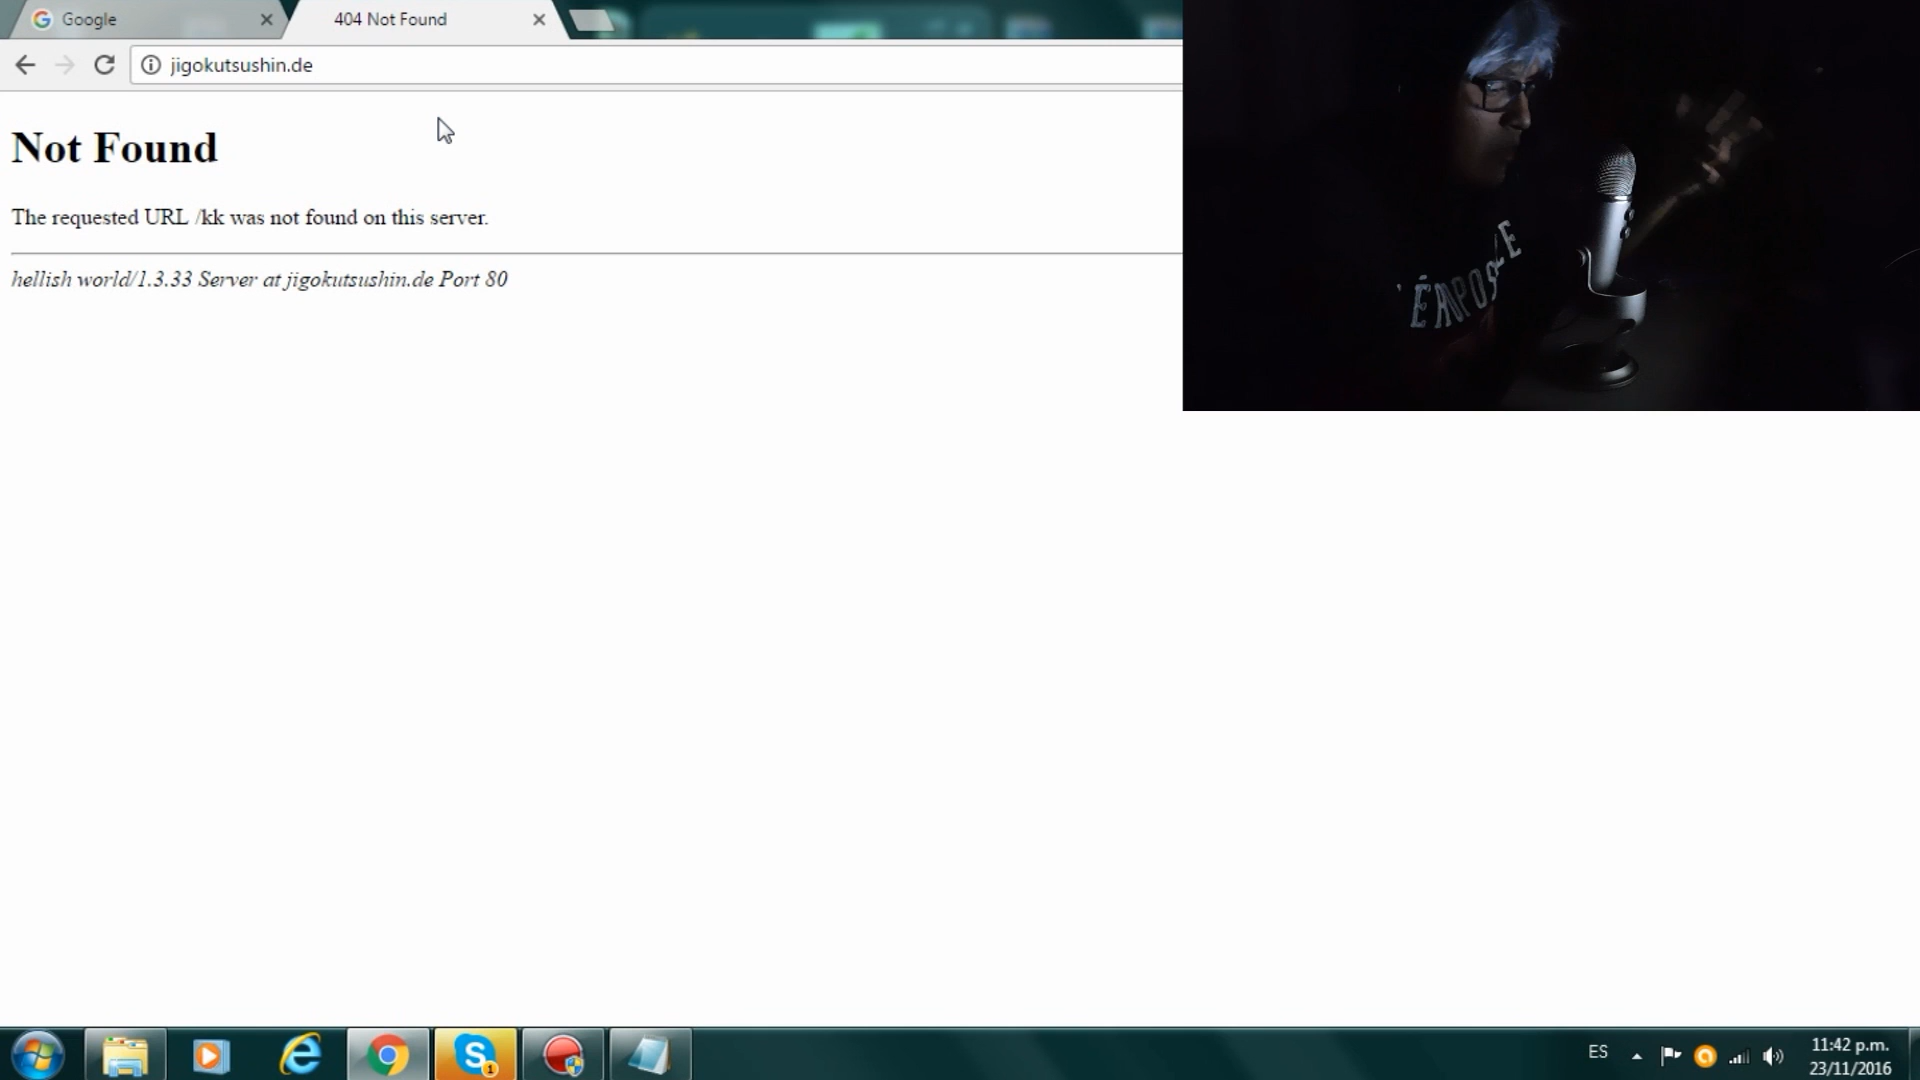 Google
404 Not Found
jigokutsushin.de
Not Found
The requested URL /kk was not found on this server.
hellish world/1.3.33 Server at jigokutsushin.de Port 80
ES
11:42 p.m.
23/11/2016
1